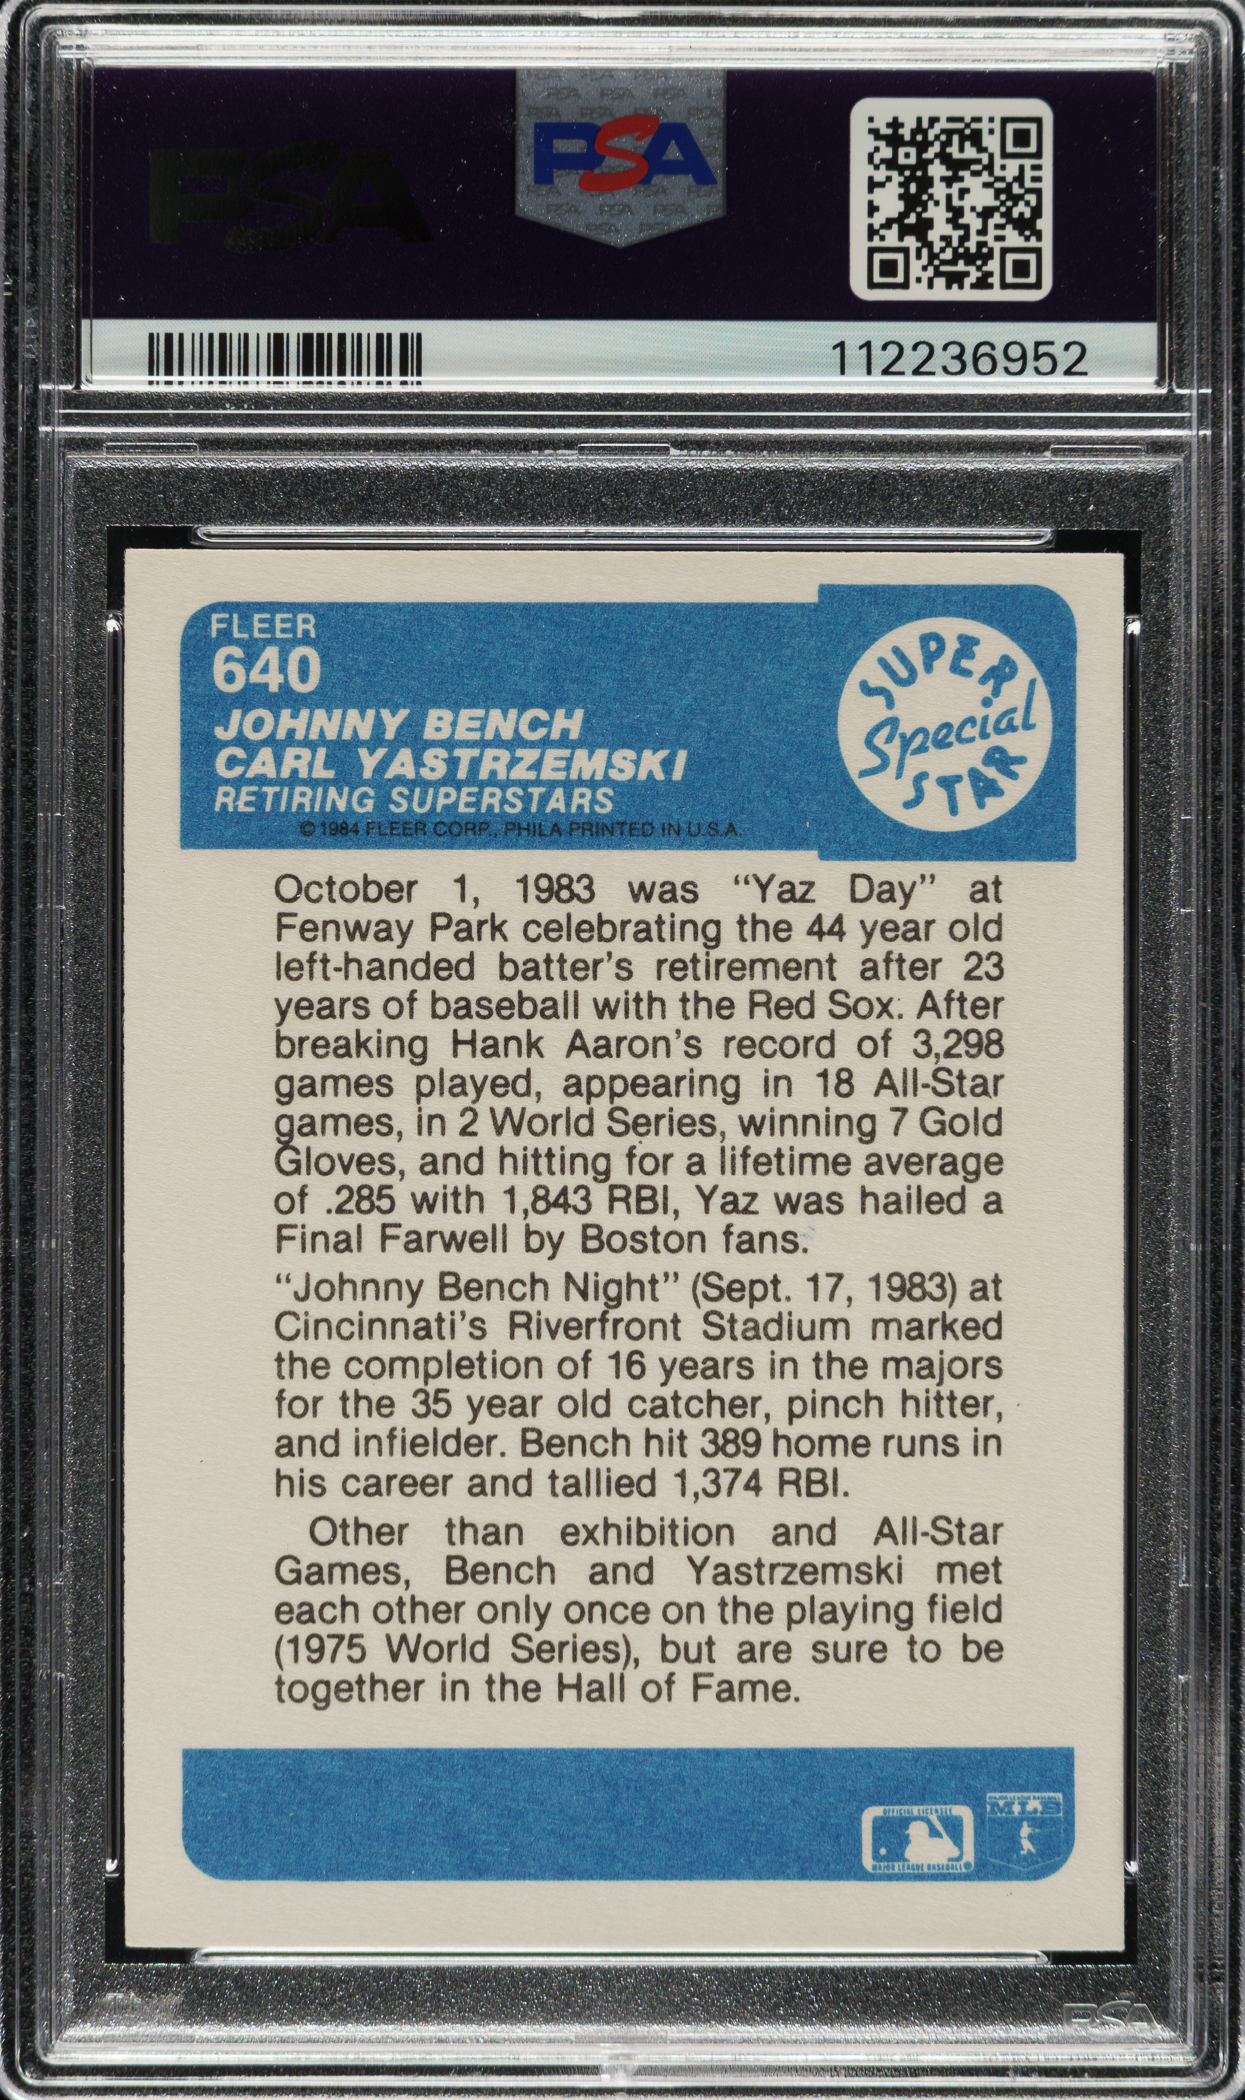 PSA
PSA
112236952
FLEER
640
JOHNNY BENCH
CARL YASTRZEMSKI
RETIRING SUPERSTARS
©1984 FLEER CORP., PHILA PRINTED IN U.S.A.
SUPER
Special
STAR
October 1, 1983 was “Yaz Day” at
Fenway Park celebrating the 44 year old
left-handed batter's retirement after 23
years of baseball with the Red Sox. After
breaking Hank Aaron's record of 3,298
games played, appearing in 18 All-Star
games, in 2 World Series, winning 7 Gold
Gloves, and hitting for a lifetime average
of .285 with 1,843 RBI, Yaz was hailed a
Final Farwell by Boston fans.
“Johnny Bench Night” (Sept. 17, 1983) at
Cincinnati's Riverfront Stadium marked
the completion of 16 years in the majors
for the 35 year old catcher, pinch hitter,
and infielder. Bench hit 389 home runs in
his career and tallied 1,374 RBI.
Other than exhibition and All-Star
Games, Bench and Yastrzemski met
each other only once on the playing field
(1975 World Series), but are sure to be
together in the Hall of Fame.
OFFICIAL LICENSEE
MAJOR LEAGUE BASEBALL
MAJOR LEAGUE BASEBALL
PSA